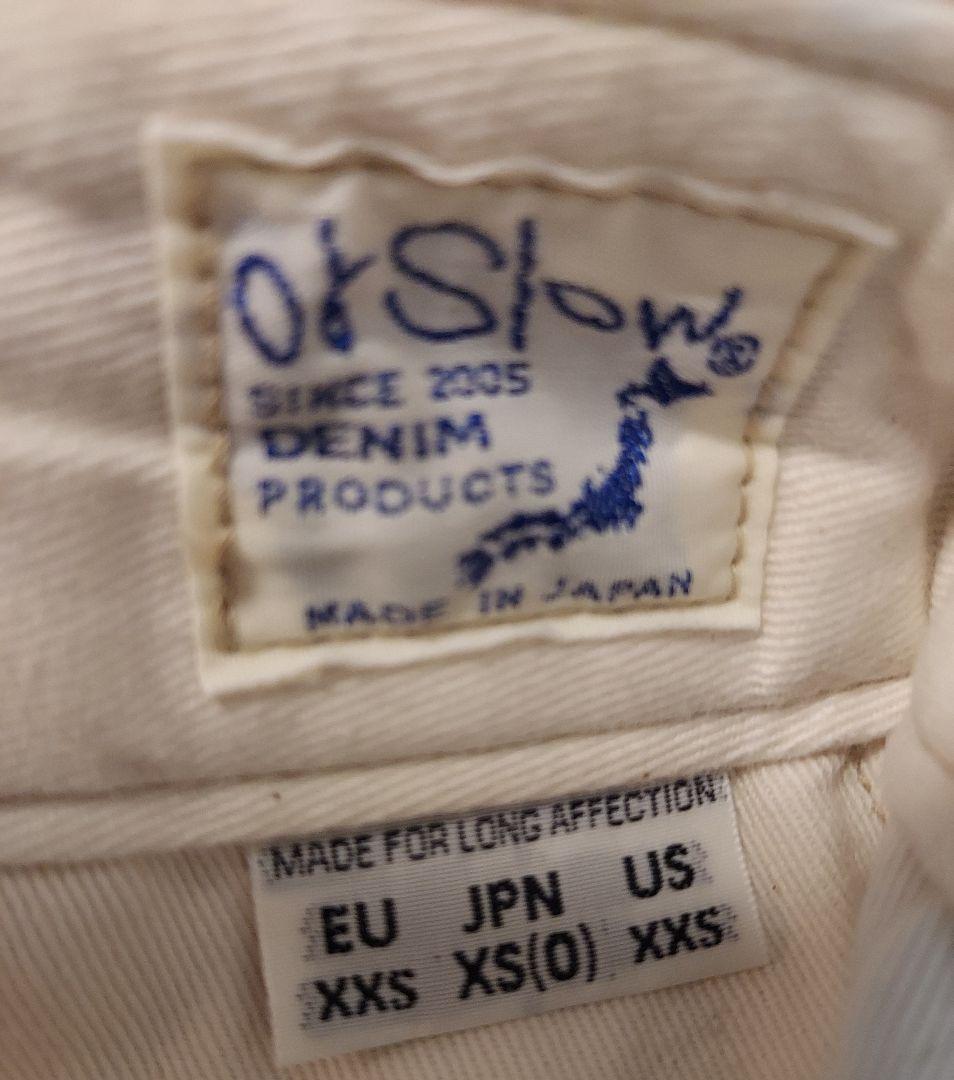 orSlow®
SINCE 2005
DENIM
PRODUCTS
MADE IN JAPAN
MADE FOR LONG AFFECTION
EU JPN US
XXS XS(0) XXS